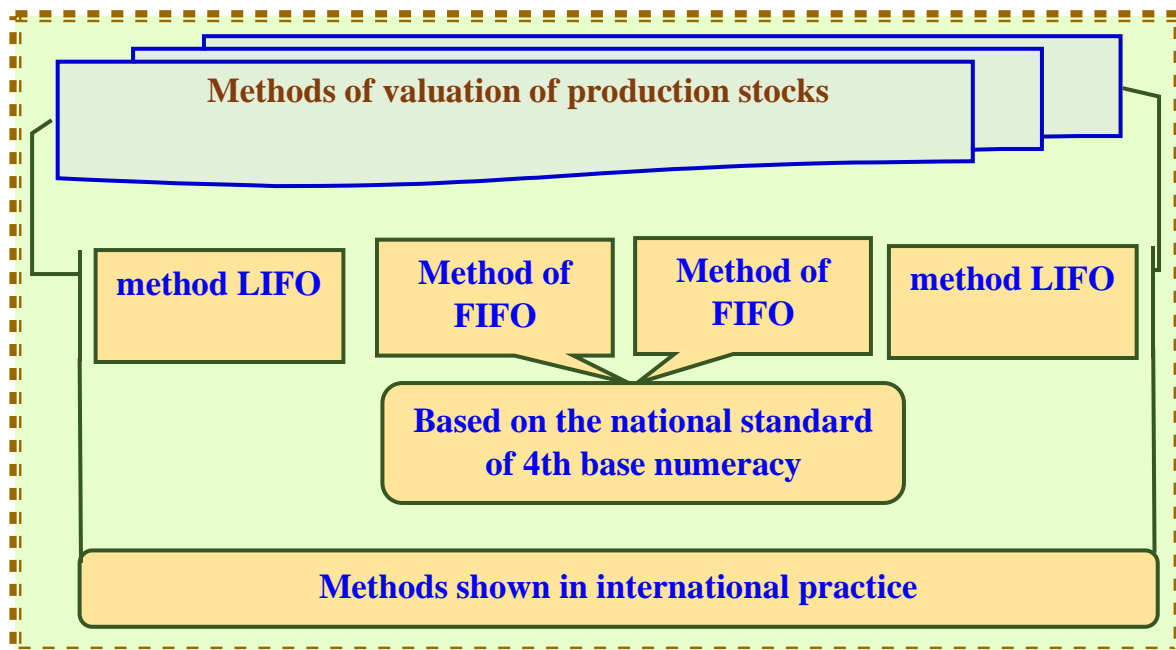 Methods of valuation of production stocks
method LIFO
Method of
FIFO
Method of
FIFO
method LIFO
Based on the national standard
of 4th base numeracy
Methods shown in international practice